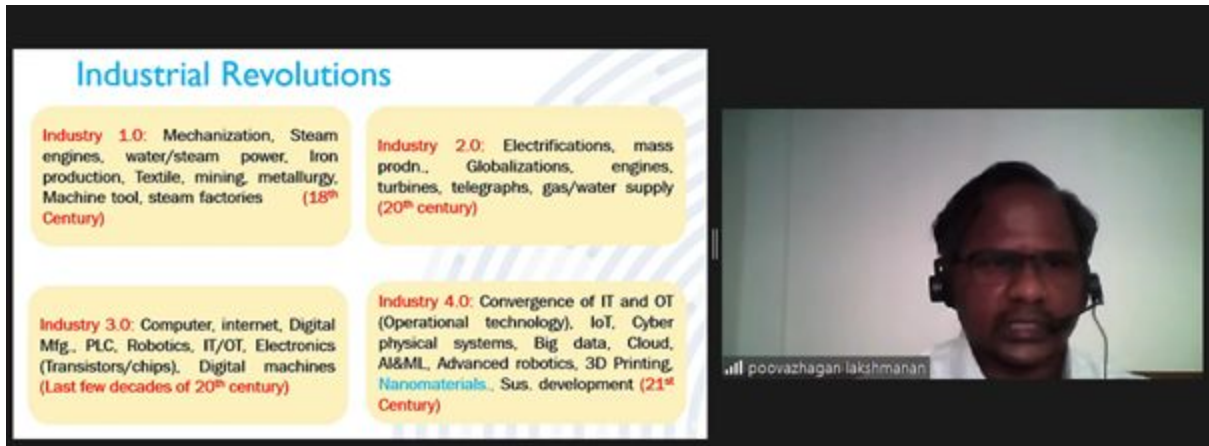 Industrial Revolutions
Industry 1.0: Mechanization, Steam
engines, water/steam power, Iron
production, Textile, mining, metallurgy,
Machine tool, steam factories (18th
Century)
Industry 2.0: Electrifications, mass
prodn., Globalizations, engines,
turbines, telegraphs, gas/water supply
(20th century)
Industry 3.0: Computer, internet, Digital
Mfg., PLC, Robotics, IT/OT, Electronics
(Transistors/chips), Digital machines
(Last few decades of 20th century)
Industry 4.0: Convergence of IT and OT
(Operational technology), IoT, Cyber
physical systems, Big data, Cloud,
AI&ML, Advanced robotics, 3D Printing,
Nanomaterials., Sus. development (21st
Century)
poovazhagan lakshmanan